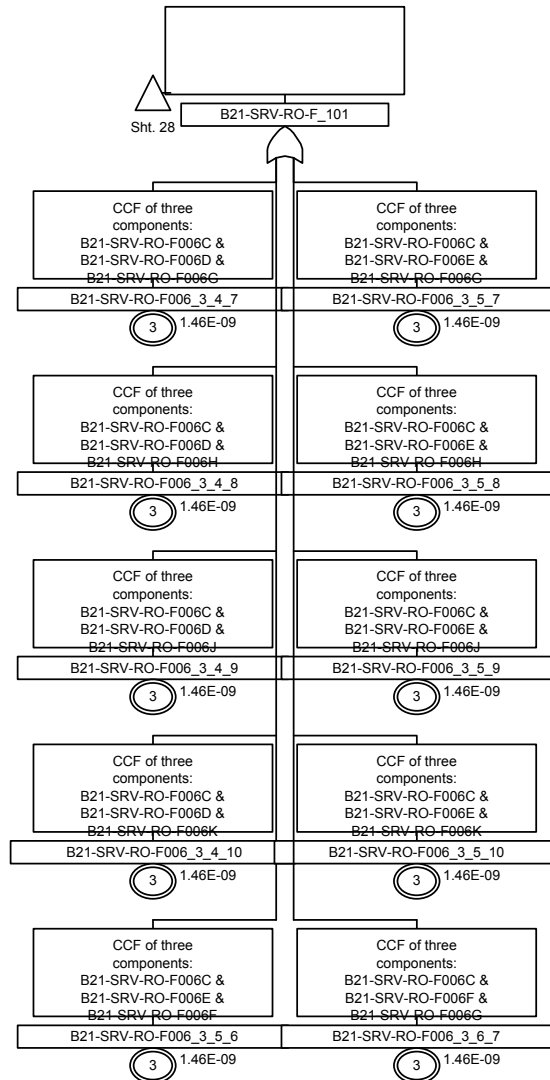 Sht. 28
B21-SRV-RO-F_101
CCF of three
components:
B21-SRV-RO-F006C &
B21-SRV-RO-F006D &
B21-SRV-RO-F006G
B21-SRV-RO-F006_3_4_7
3
1.46E-09
CCF of three
components:
B21-SRV-RO-F006C &
B21-SRV-RO-F006E &
B21-SRV-RO-F006G
B21-SRV-RO-F006_3_5_7
3
1.46E-09
CCF of three
components:
B21-SRV-RO-F006C &
B21-SRV-RO-F006D &
B21-SRV-RO-F006H
B21-SRV-RO-F006_3_4_8
3
1.46E-09
CCF of three
components:
B21-SRV-RO-F006C &
B21-SRV-RO-F006E &
B21-SRV-RO-F006H
B21-SRV-RO-F006_3_5_8
3
1.46E-09
CCF of three
components:
B21-SRV-RO-F006C &
B21-SRV-RO-F006D &
B21-SRV-RO-F006J
B21-SRV-RO-F006_3_4_9
3
1.46E-09
CCF of three
components:
B21-SRV-RO-F006C &
B21-SRV-RO-F006E &
B21-SRV-RO-F006J
B21-SRV-RO-F006_3_5_9
3
1.46E-09
CCF of three
components:
B21-SRV-RO-F006C &
B21-SRV-RO-F006D &
B21-SRV-RO-F006K
B21-SRV-RO-F006_3_4_10
3
1.46E-09
CCF of three
components:
B21-SRV-RO-F006C &
B21-SRV-RO-F006E &
B21-SRV-RO-F006K
B21-SRV-RO-F006_3_5_10
3
1.46E-09
CCF of three
components:
B21-SRV-RO-F006C &
B21-SRV-RO-F006E &
B21-SRV-RO-F006F
B21-SRV-RO-F006_3_5_6
3
1.46E-09
CCF of three
components:
B21-SRV-RO-F006C &
B21-SRV-RO-F006F &
B21-SRV-RO-F006G
B21-SRV-RO-F006_3_6_7
3
1.46E-09